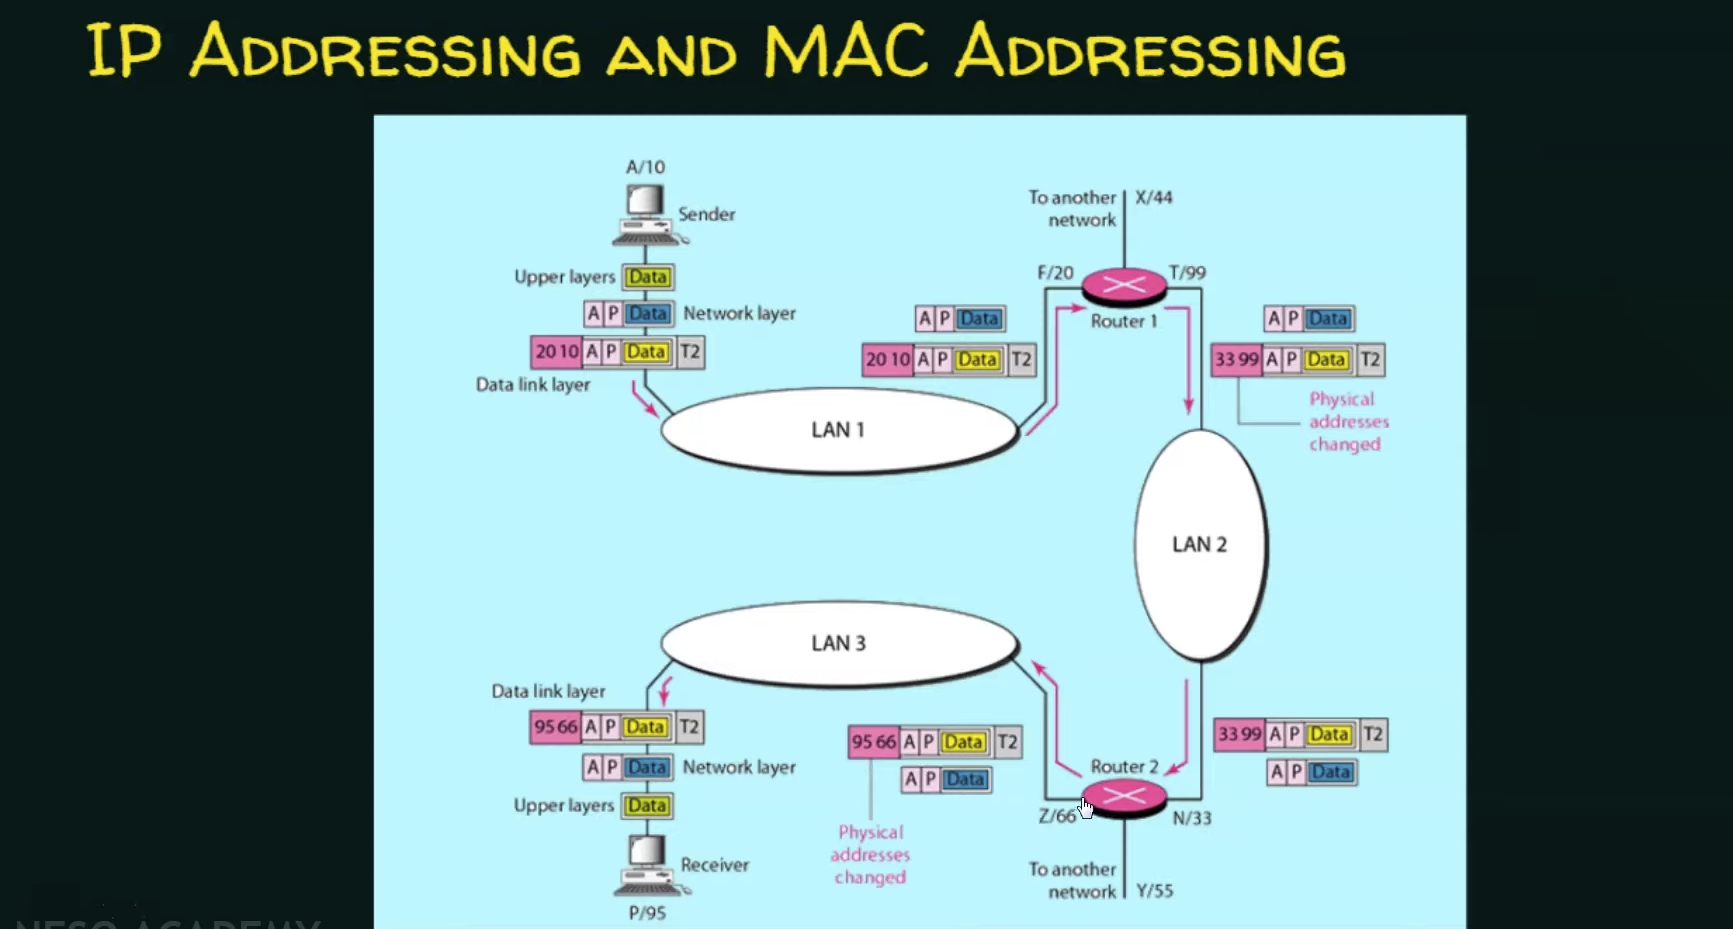 IP ADDRESSING AND MAC ADDRESSING
A/10
Sender
Upper layers Data
A P Data Network layer
20 10 A P Data T2
Data link layer
LAN 1
A P Data
20 10 A P Data T2
To another
network
X/44
F/20
T/99
Router 1
A P Data
33 99 A P Data T2
Physical
addresses
changed
LAN 2
33 99 A P Data T2
A P Data
Router 2
N/33
Z/66
To another
network
Y/55
95 66 A P Data T2
A P Data
Physical
addresses
changed
LAN 3
Data link layer
95 66 A P Data T2
A P Data Network layer
Upper layers Data
Receiver
P/95
NESO ACADEMY